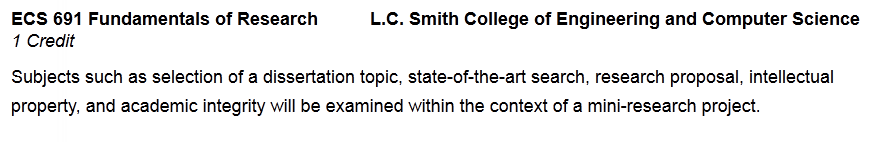 ECS 691 Fundamentals of Research L.C. Smith College of Engineering and Computer Science
1 Credit
Subjects such as selection of a dissertation topic, state-of-the-art search, research proposal, intellectual
property, and academic integrity will be examined within the context of a mini-research project.